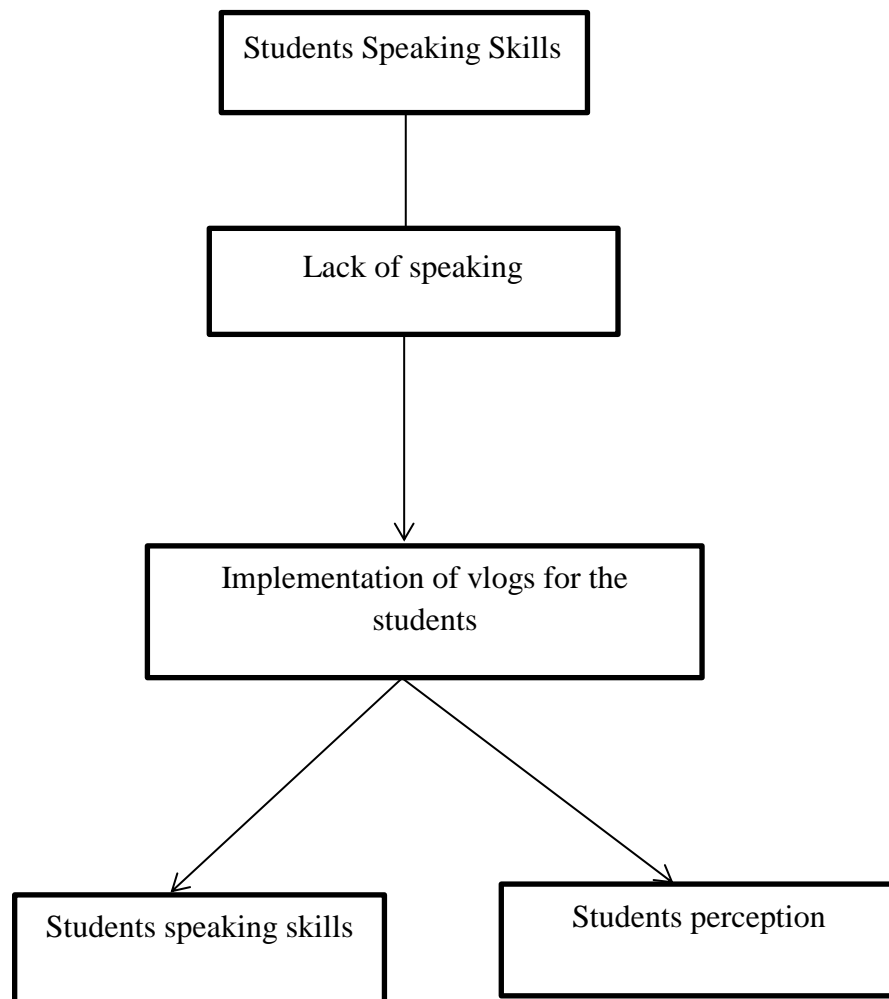 Students Speaking Skills
Lack of speaking
Implementation of vlogs for the
students
Students speaking skills
Students perception